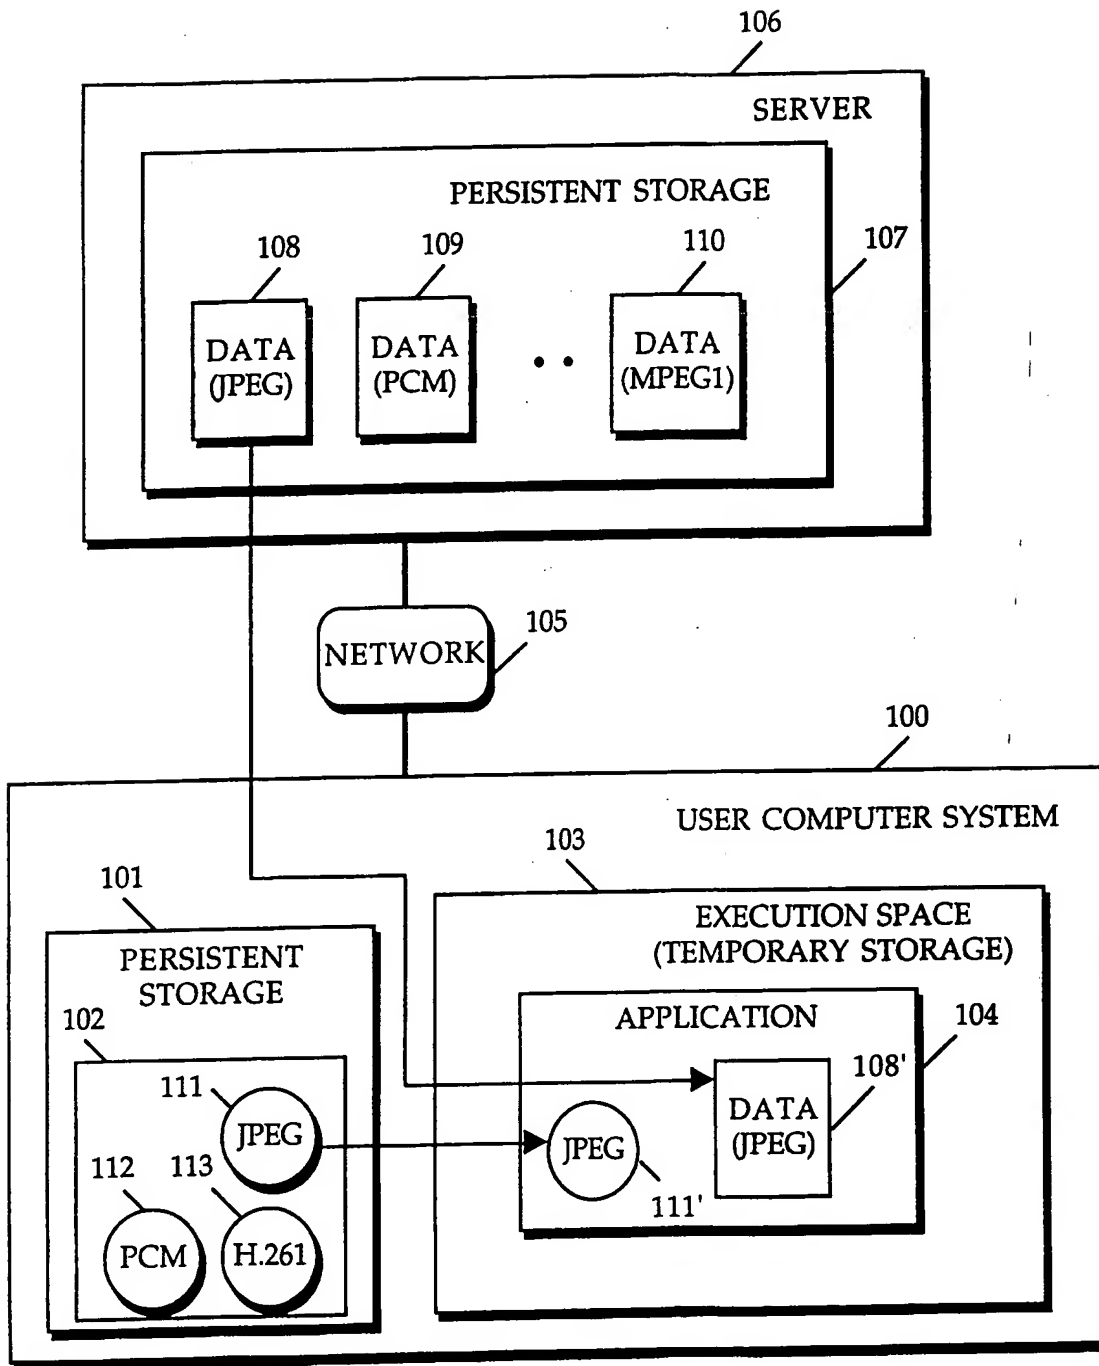 106
SERVER
PERSISTENT STORAGE
108
109
110
107
DATA
(JPEG)
DATA
(PCM)
DATA
(MPEG1)
NETWORK
105
100
USER COMPUTER SYSTEM
103
101
EXECUTION SPACE
(TEMPORARY STORAGE)
PERSISTENT
STORAGE
102
APPLICATION
104
111
108'
JPEG
DATA
(JPEG)
JPEG
111'
112
113
PCM
H.261